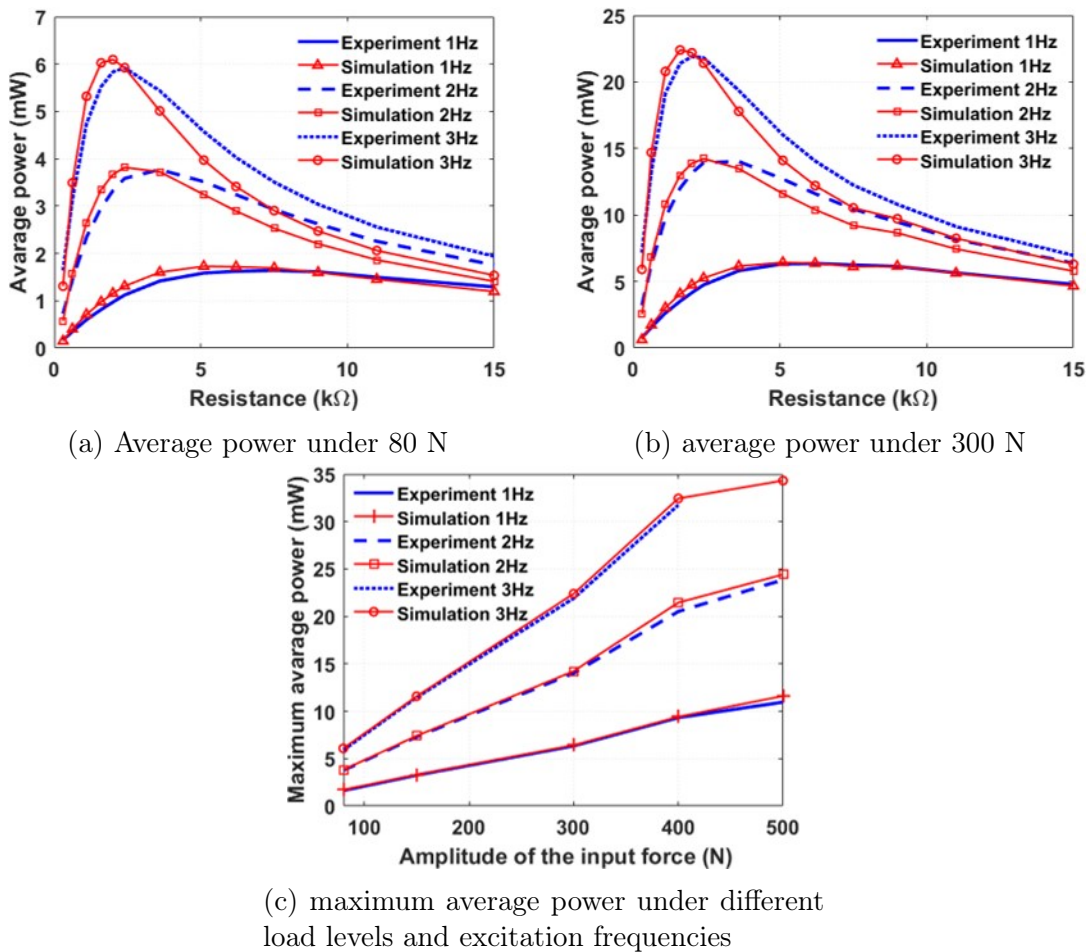 7
6
5
4
3
2
1
0
0
5
10
15
Avarage power (mW)
Resistance (kΩ)
Experiment 1Hz
Simulation 1Hz
Experiment 2Hz
Simulation 2Hz
Experiment 3Hz
Simulation 3Hz
(a) Average power under 80 N
25
20
15
10
5
0
0
5
10
15
Avarage power (mW)
Resistance (kΩ)
Experiment 1Hz
Simulation 1Hz
Experiment 2Hz
Simulation 2Hz
Experiment 3Hz
Simulation 3Hz
(b) average power under 300 N
35
30
25
20
15
10
5
0
100
200
300
400
500
Maximum avarage power (mW)
Amplitude of the input force (N)
Experiment 1Hz
Simulation 1Hz
Experiment 2Hz
Simulation 2Hz
Experiment 3Hz
Simulation 3Hz
(c) maximum average power under different
load levels and excitation frequencies